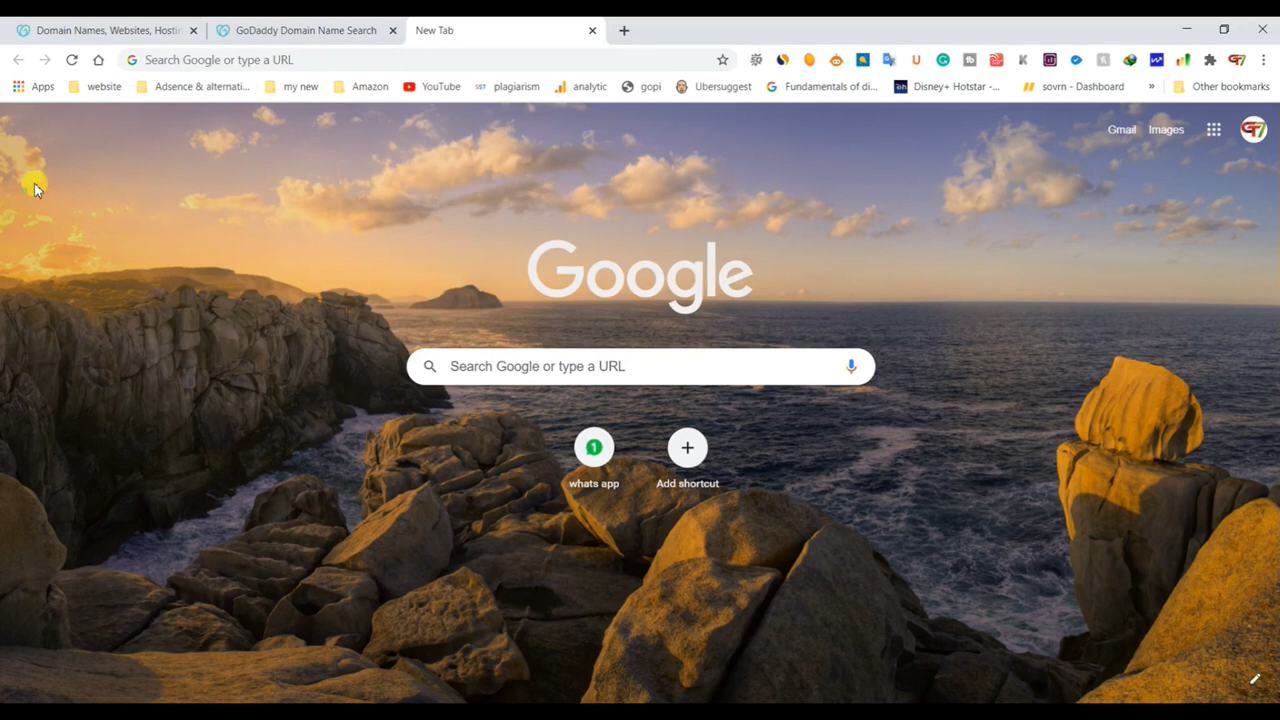 Domain Names, Websites, Hostin
GoDaddy Domain Name Search
New Tab
Search Google or type a URL
Apps
website
Adsence & alternati...
my new
Amazon
YouTube
plagiarism
analytic
gopi
Ubersuggest
Fundamentals of di...
Disney+ Hotstar -...
sovrn - Dashboard
»
Other bookmarks
Gmail
Images
Google
Search Google or type a URL
1
whats app
Add shortcut